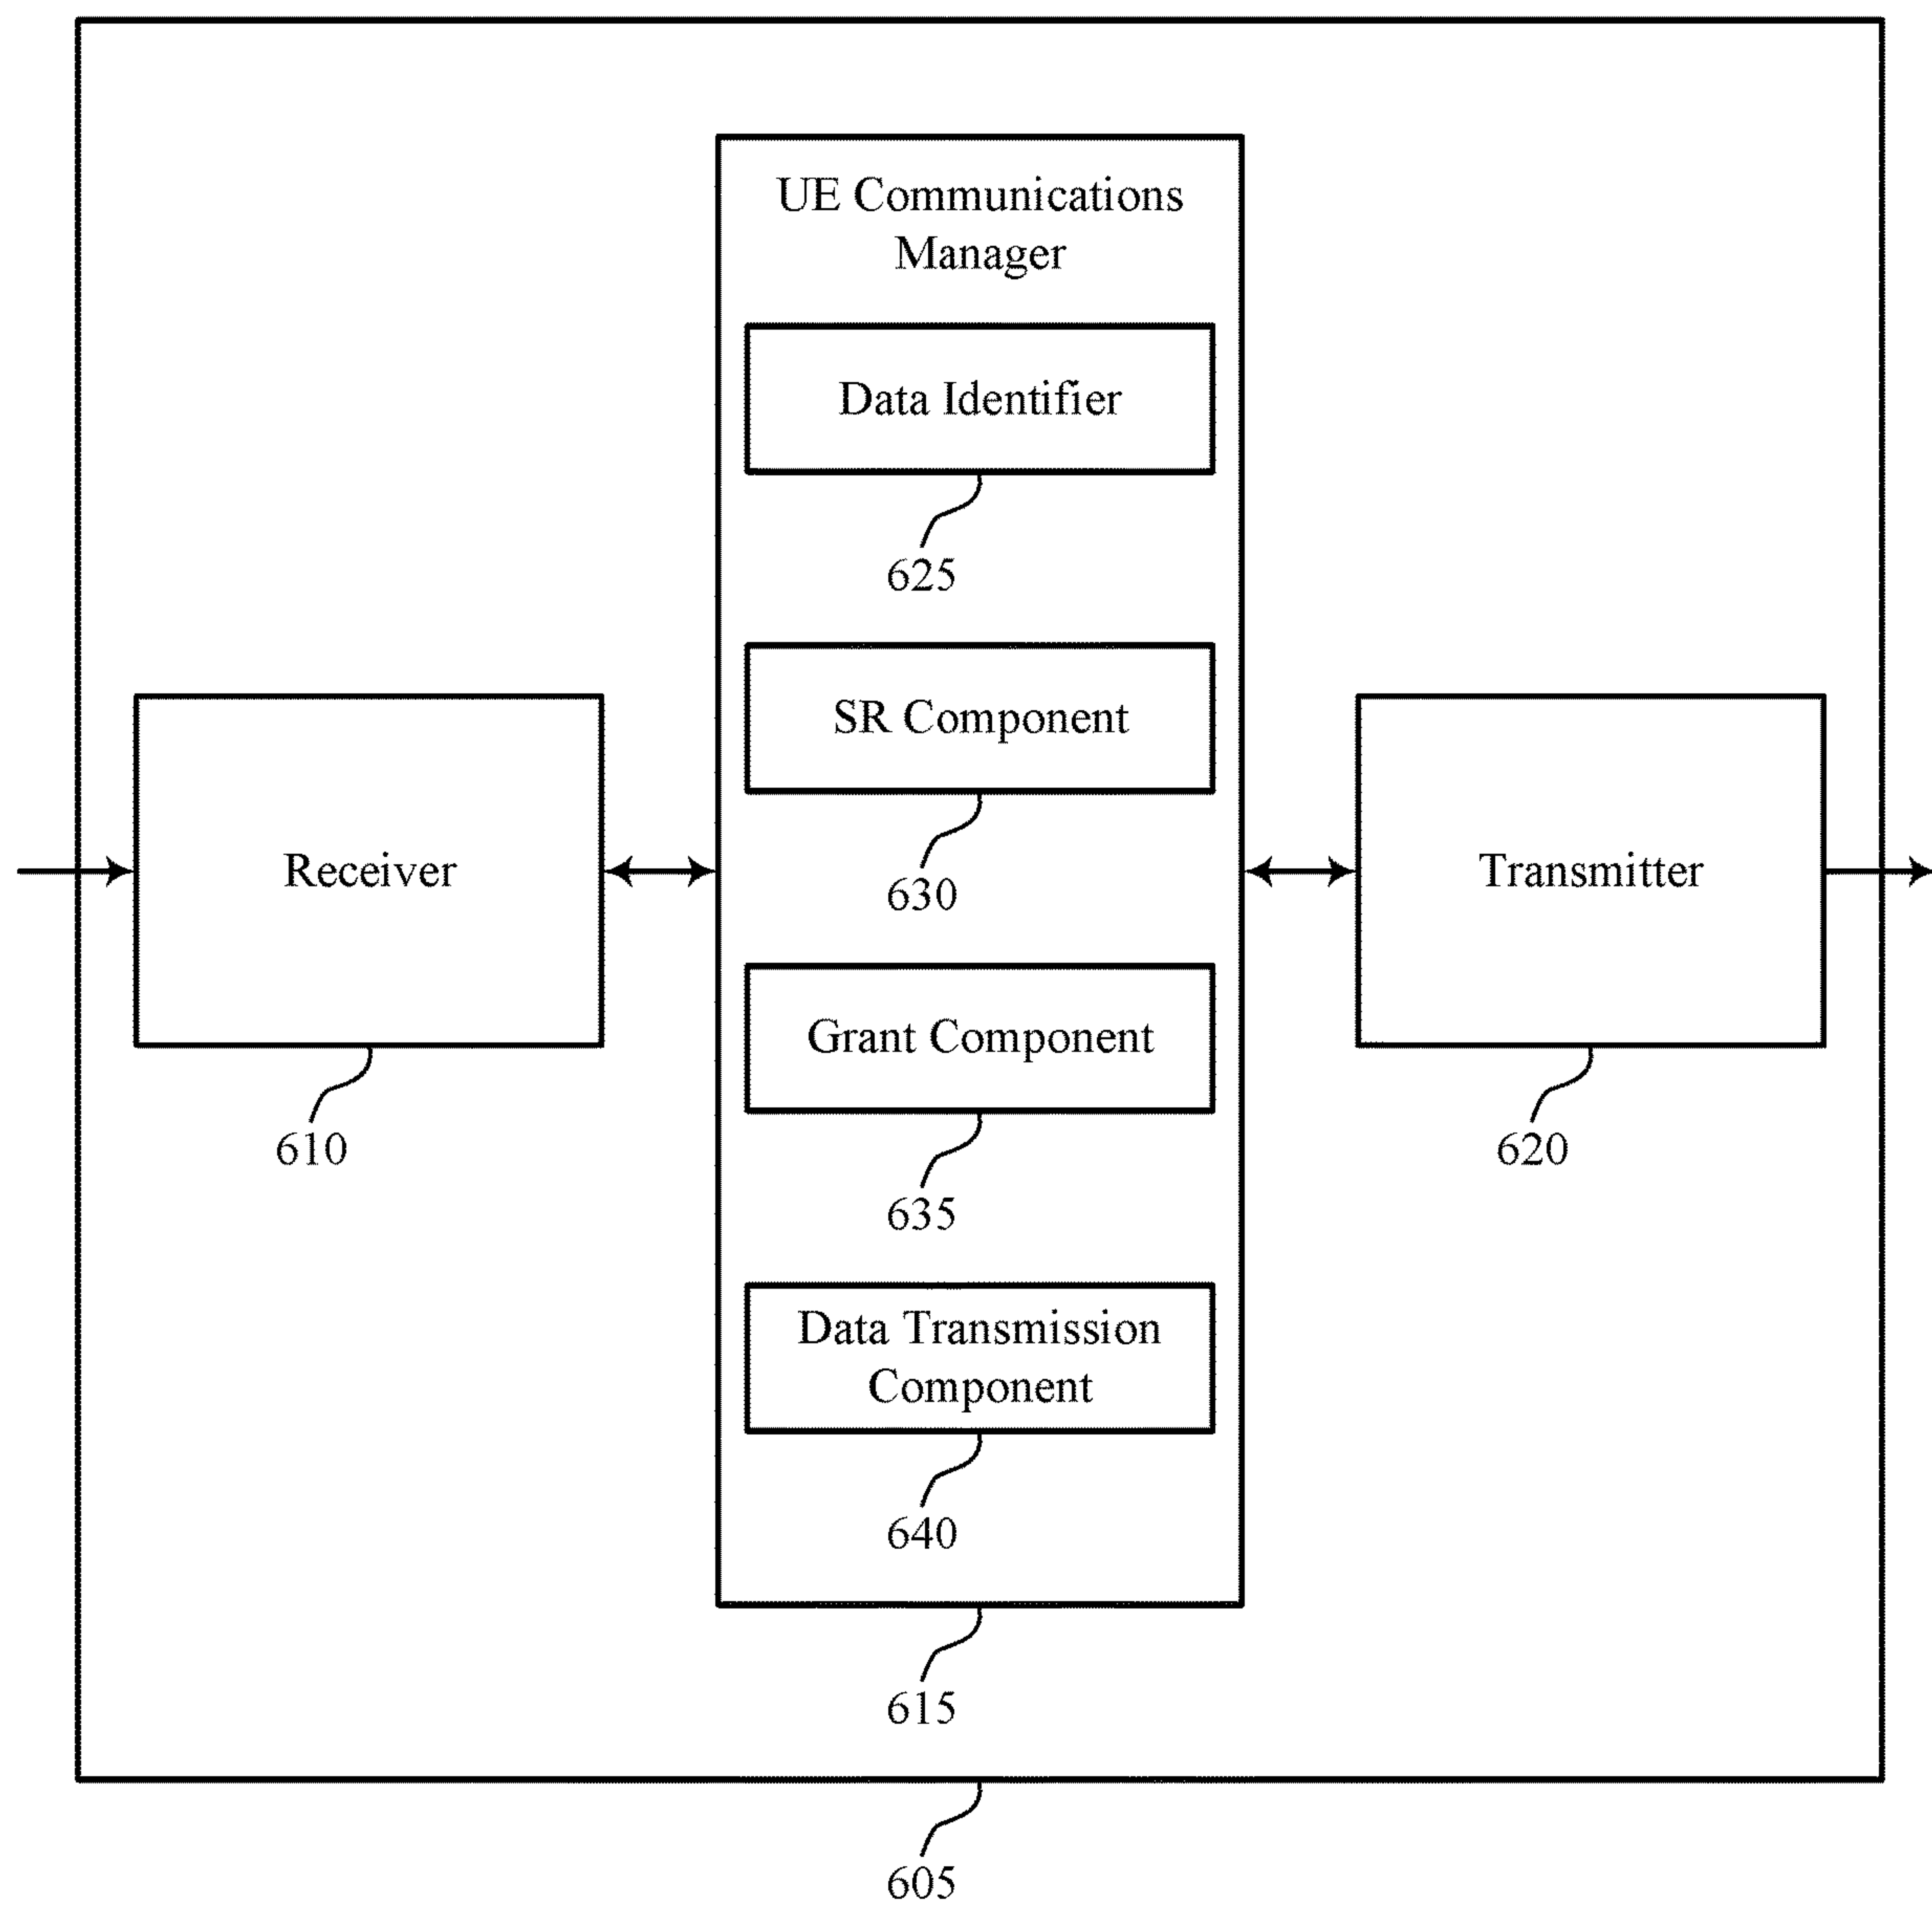 UE Communications
Manager
Data Identifier
625
SR Component
630
Receiver
610
Transmitter
620
Grant Component
635
Data Transmission
Component
640
615
605